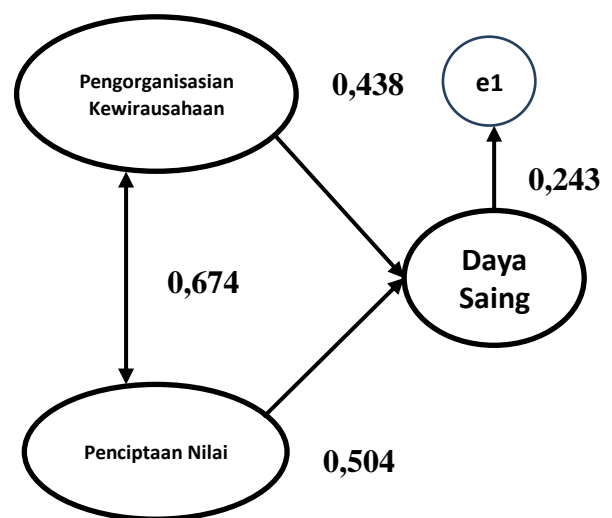 Pengorganisasian
Kewirausahaan
0,438
e1
0,243
Daya
Saing
0,674
Penciptaan Nilai
0,504